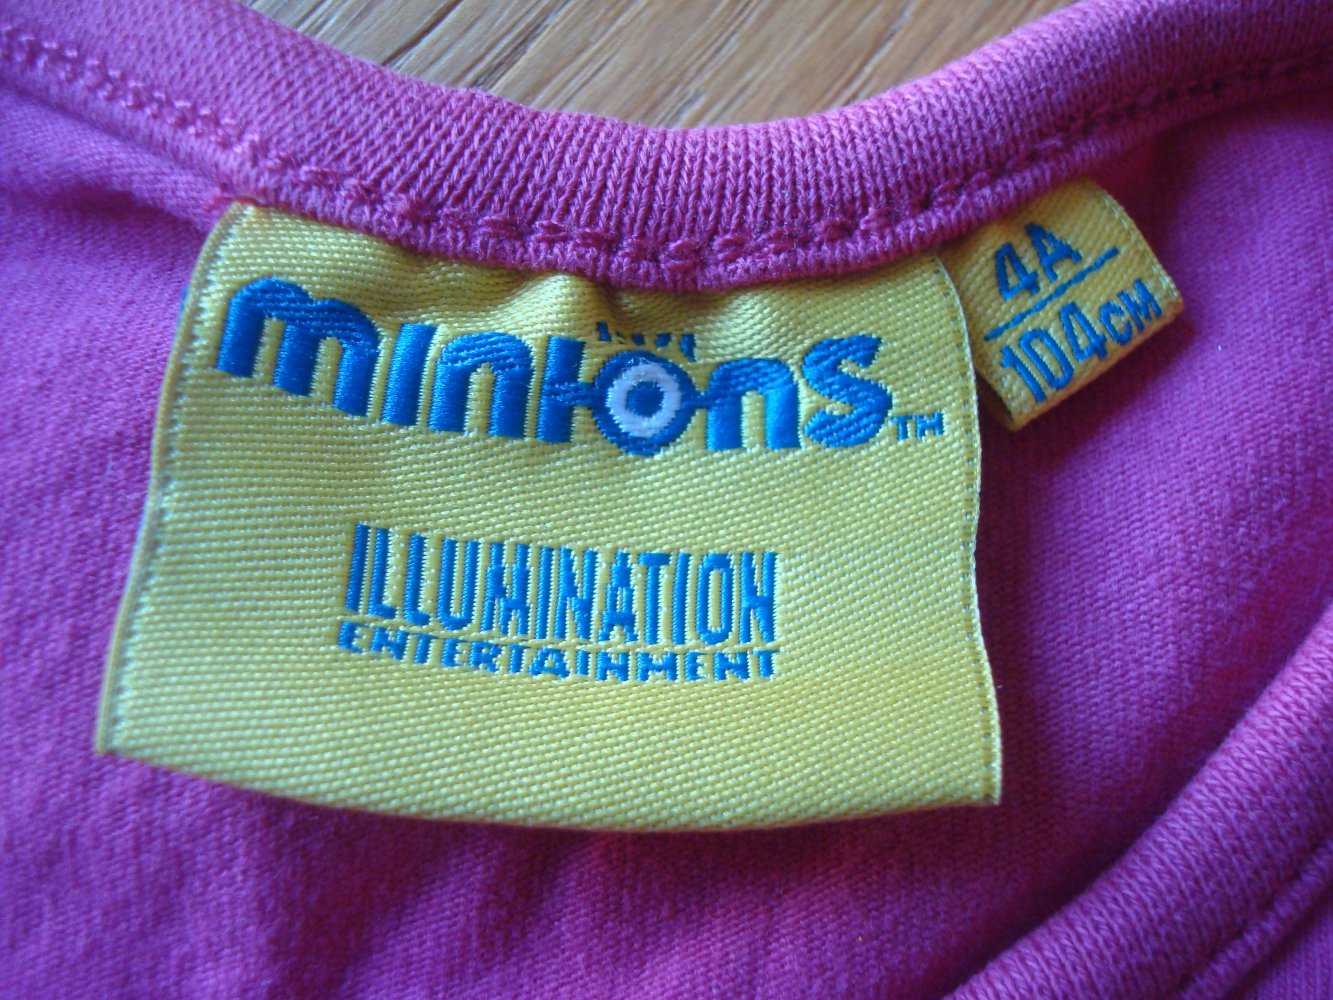 minions TM
ILLUMINATION
ENTERTAINMENT
4A
104CM